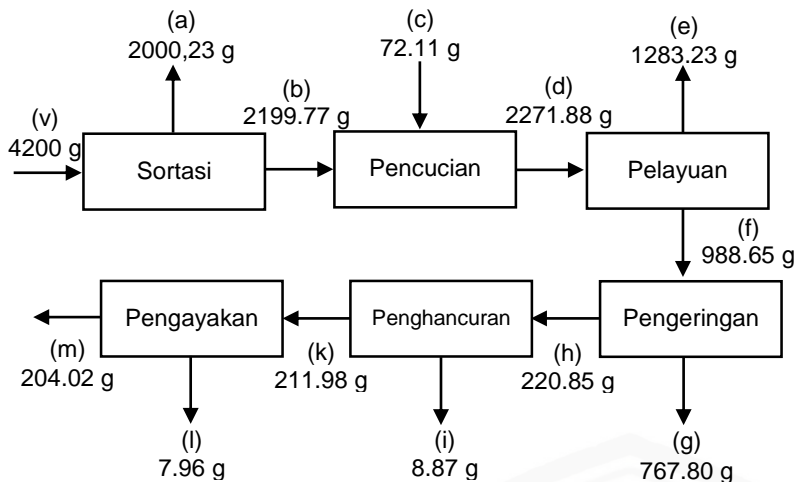 (a)
2000,23 g
(c)
72.11 g
(e)
1283.23 g
(v)
4200 g
(b)
2199.77 g
(d)
2271.88 g
Sortasi
Pencucian
Pelayuan
(f)
988.65 g
Pengayakan
Penghancuran
Pengeringan
(m)
204.02 g
(k)
211.98 g
(h)
220.85 g
(l)
7.96 g
(i)
8.87 g
(g)
767.80 g